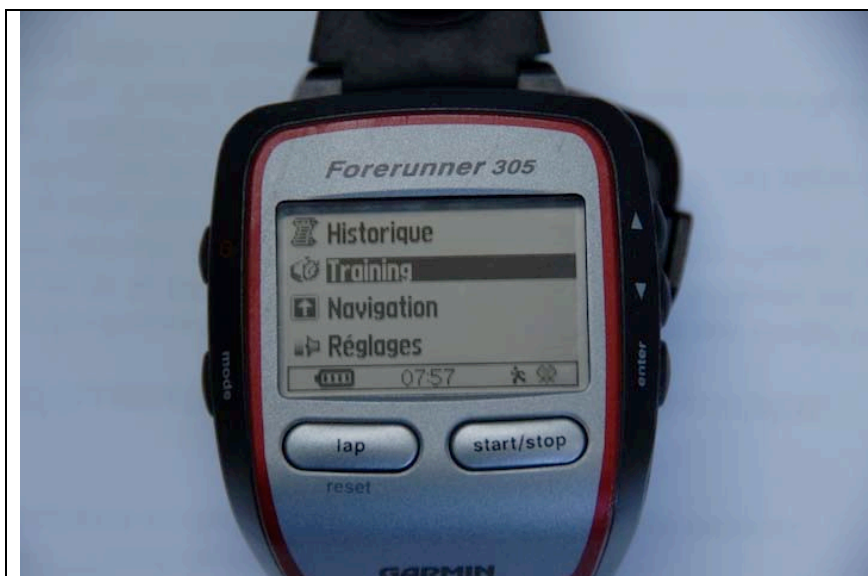 Forerunner 305
Historique
Training
Navigation
Réglages
07:57
mode
enter
lap
start/stop
reset
GARMIN